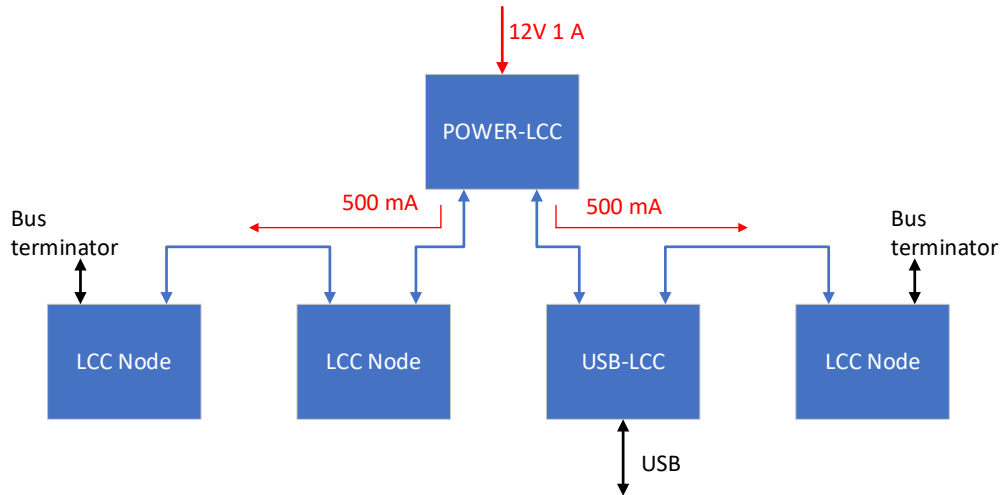 12V 1 A
POWER-LCC
500 mA
500 mA
Bus
terminator
Bus
terminator
LCC Node
LCC Node
USB-LCC
LCC Node
USB